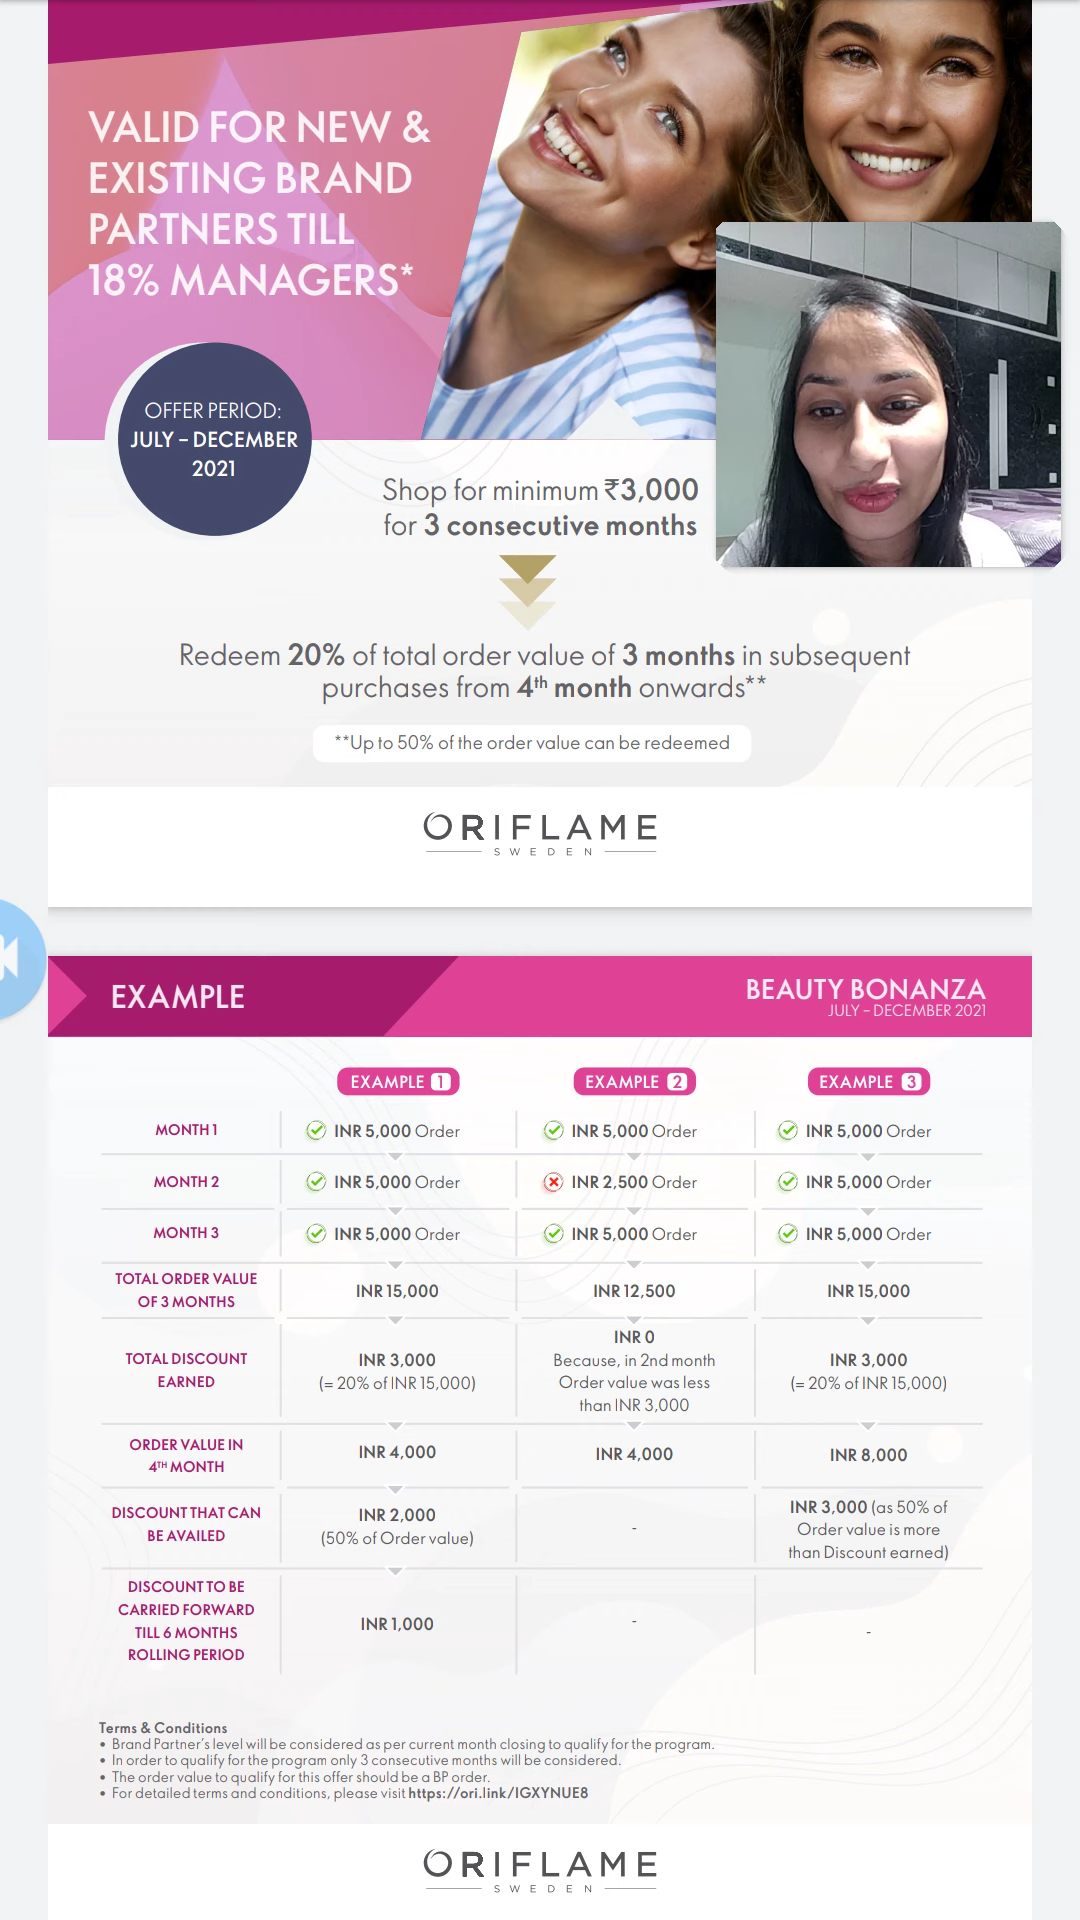 VALID FOR NEW &
EXISTING BRAND
PARTNERS TILL
18% MANAGERS*
OFFER PERIOD:
JULY – DECEMBER
2021
Shop for minimum ₹3,000
for 3 consecutive months
Redeem 20% of total order value of 3 months in subsequent
purchases from 4th month onwards**
**Up to 50% of the order value can be redeemed
ORIFLAME
SWEDEN
EXAMPLE
BEAUTY BONANZA
JULY – DECEMBER 2021
EXAMPLE 1 EXAMPLE 2 EXAMPLE 3
MONTH 1 INR 5,000 Order INR 5,000 Order INR 5,000 Order
MONTH 2 INR 5,000 Order INR 2,500 Order INR 5,000 Order
MONTH 3 INR 5,000 Order INR 5,000 Order INR 5,000 Order
TOTAL ORDER VALUE
OF 3 MONTHS
INR 15,000 INR 12,500 INR 15,000
TOTAL DISCOUNT
EARNED
INR 3,000
(= 20% of INR 15,000)
INR 0
Because, in 2nd month
Order value was less
than INR 3,000
INR 3,000
(= 20% of INR 15,000)
ORDER VALUE IN
4TH MONTH
INR 4,000 INR 4,000 INR 8,000
DISCOUNT THAT CAN
BE AVAILED
INR 2,000
(50% of Order value)
-
INR 3,000 (as 50% of
Order value is more
than Discount earned)
DISCOUNT TO BE
CARRIED FORWARD
TILL 6 MONTHS
ROLLING PERIOD
INR 1,000 - -
Terms & Conditions
• Brand Partner's level will be considered as per current month closing to qualify for the program.
• In order to qualify for the program only 3 consecutive months will be considered.
• The order value to qualify for this offer should be a BP order.
• For detailed terms and conditions, please visit https://ori.link/IGXYNUE8
ORIFLAME
SWEDEN